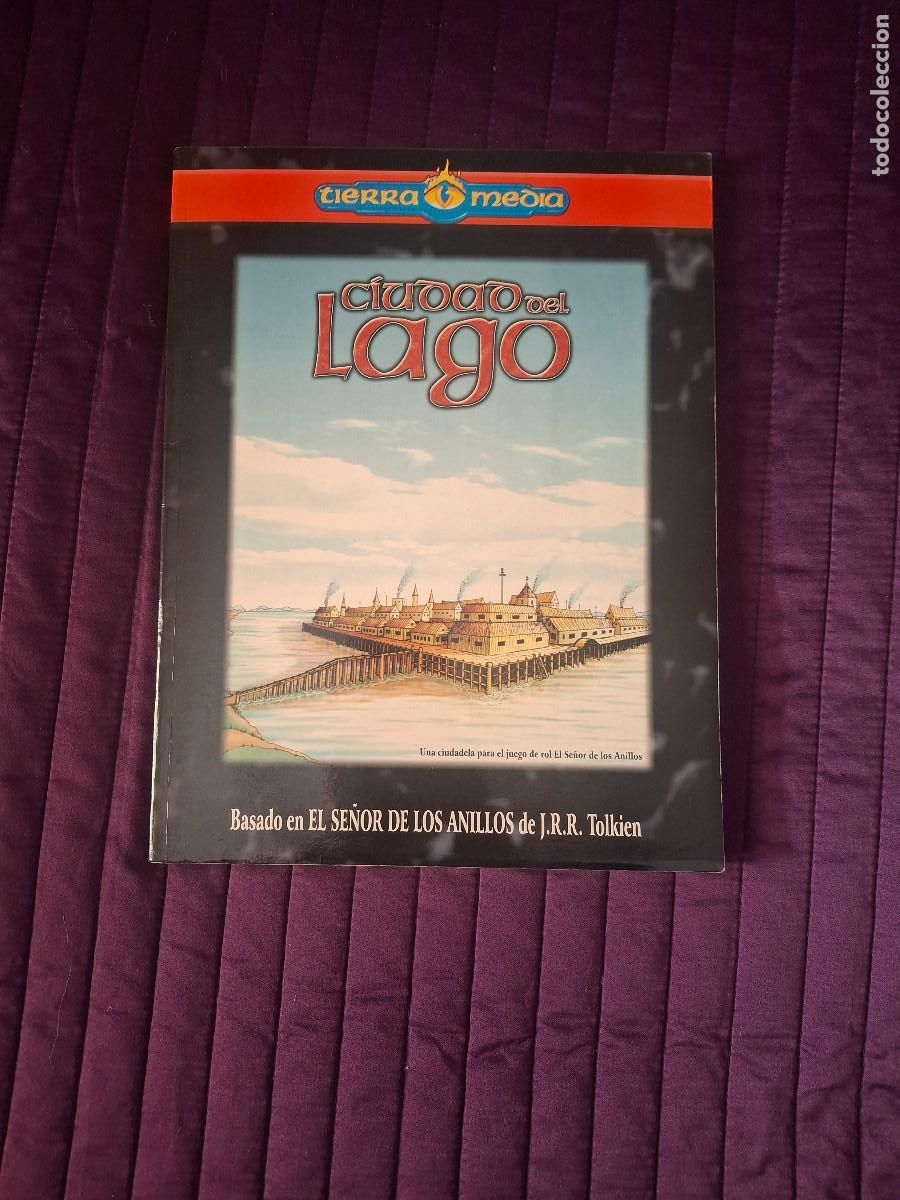 tierra media
ciudad del
Lago
Una ciudadela para el juego de rol El Señor de los Anillos
Basado en EL SEÑOR DE LOS ANILLOS de J.R.R. Tolkien
todocoleccion